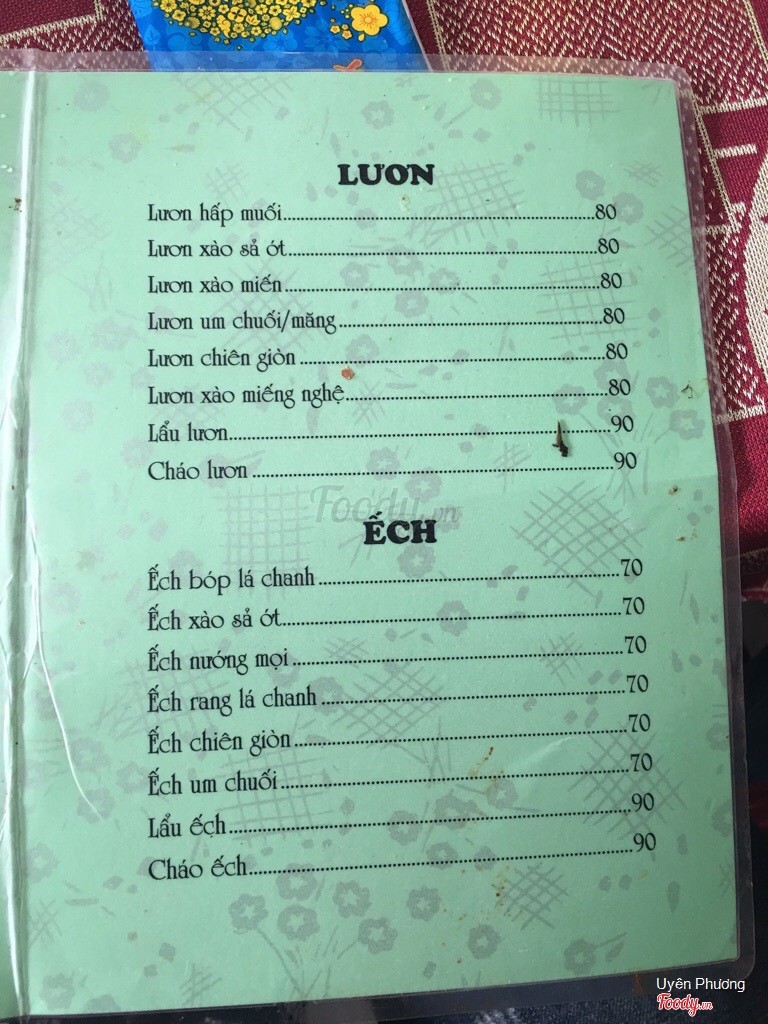 LƯƠN
Lươn hấp muối........80
Lươn xào sả ớt........80
Lươn xào miến........80
Lươn um chuối/măng........80
Lươn chiên giòn........80
Lươn xào miếng nghệ........80
Lẩu lươn........90
Cháo lươn........90
Foody.vn
ẾCH
Ếch bóp lá chanh........70
Ếch xào sả ớt........70
Ếch nướng mọi........70
Ếch rang lá chanh........70
Ếch chiên giòn........70
Ếch um chuối........70
Lẩu ếch........90
Cháo ếch........90
Uyên Phương
Foody.vn